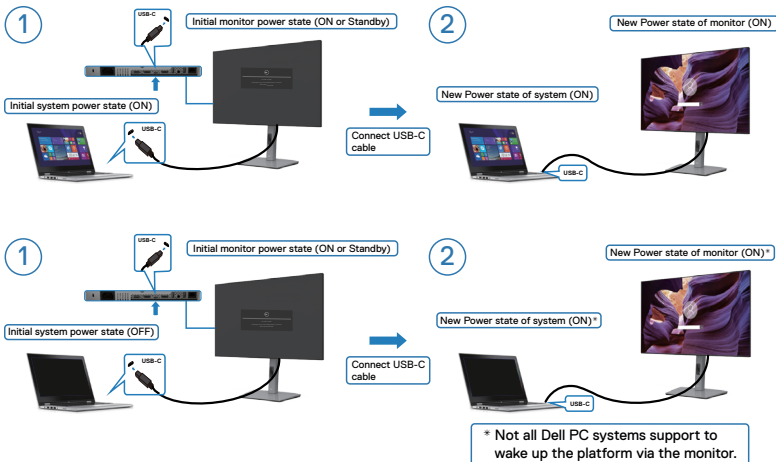 1
USB-C
Initial monitor power state (ON or Standby)
2
New Power state of monitor (ON)
Initial system power state (ON)
USB-C
New Power state of system (ON)
Connect USB-C
cable
USB-C
1
USB-C
Initial monitor power state (ON or Standby)
2
New Power state of monitor (ON)*
Initial system power state (OFF)
USB-C
New Power state of system (ON)*
Connect USB-C
cable
USB-C
* Not all Dell PC systems support to
wake up the platform via the monitor.